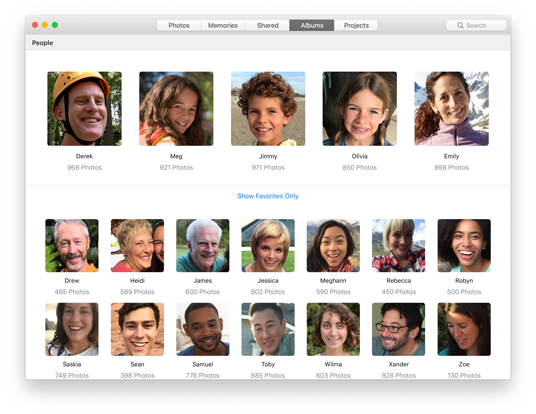 Photos Memories Shared Albums Projects Search
People
Derek Meg Jimmy Olivia Emily
968 Photos 921 Photos 971 Photos 850 Photos 898 Photos
Show Favorites Only
Drew Heidi James Jessica Meghann Rebecca Robyn
465 Photos 589 Photos 600 Photos 602 Photos 590 Photos 450 Photos 500 Photos
Saskia Sean Samuel Toby Wilma Xander Zoe
749 Photos 396 Photos 776 Photos 885 Photos 603 Photos 928 Photos 130 Photos